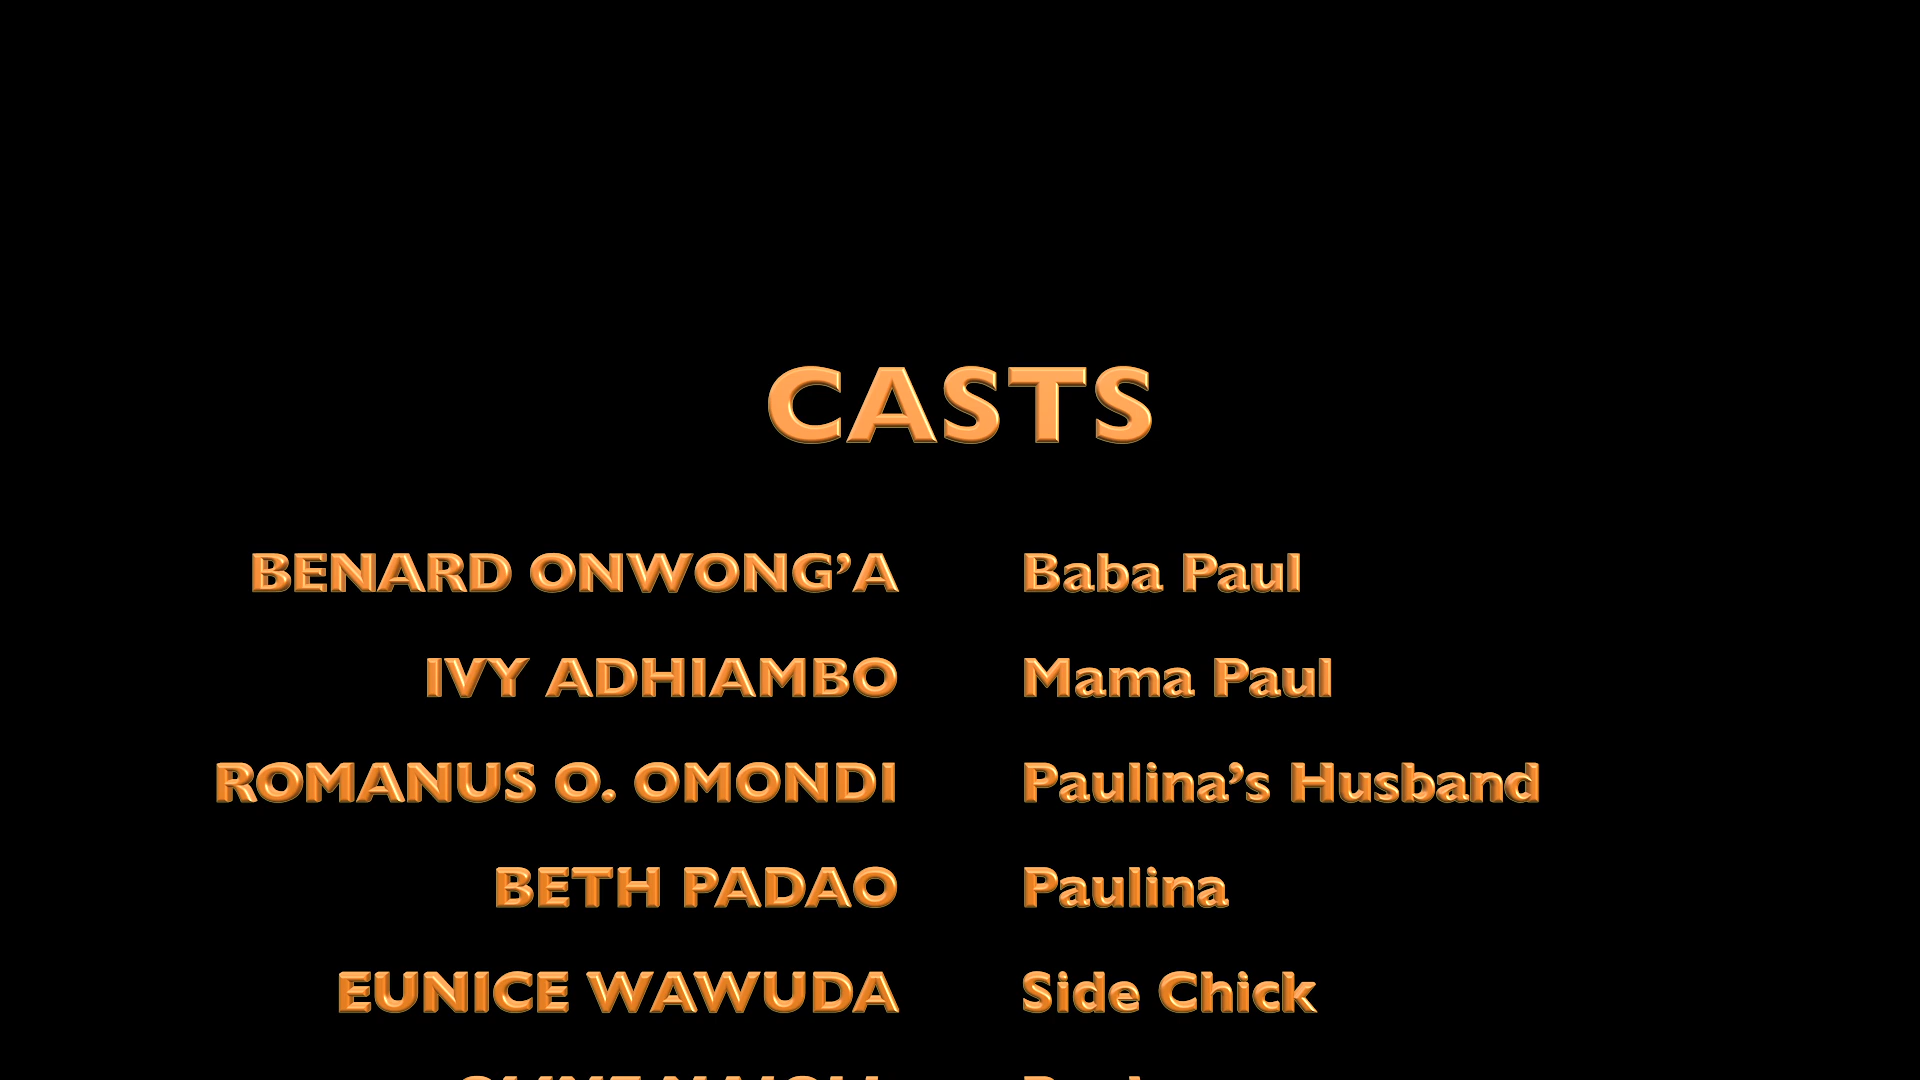 CASTS
BENARD ONWONG’A Baba Paul
IVY ADHIAMBO Mama Paul
ROMANUS O. OMONDI Paulina’s Husband
BETH PADAO Paulina
EUNICE WAWUDA Side Chick